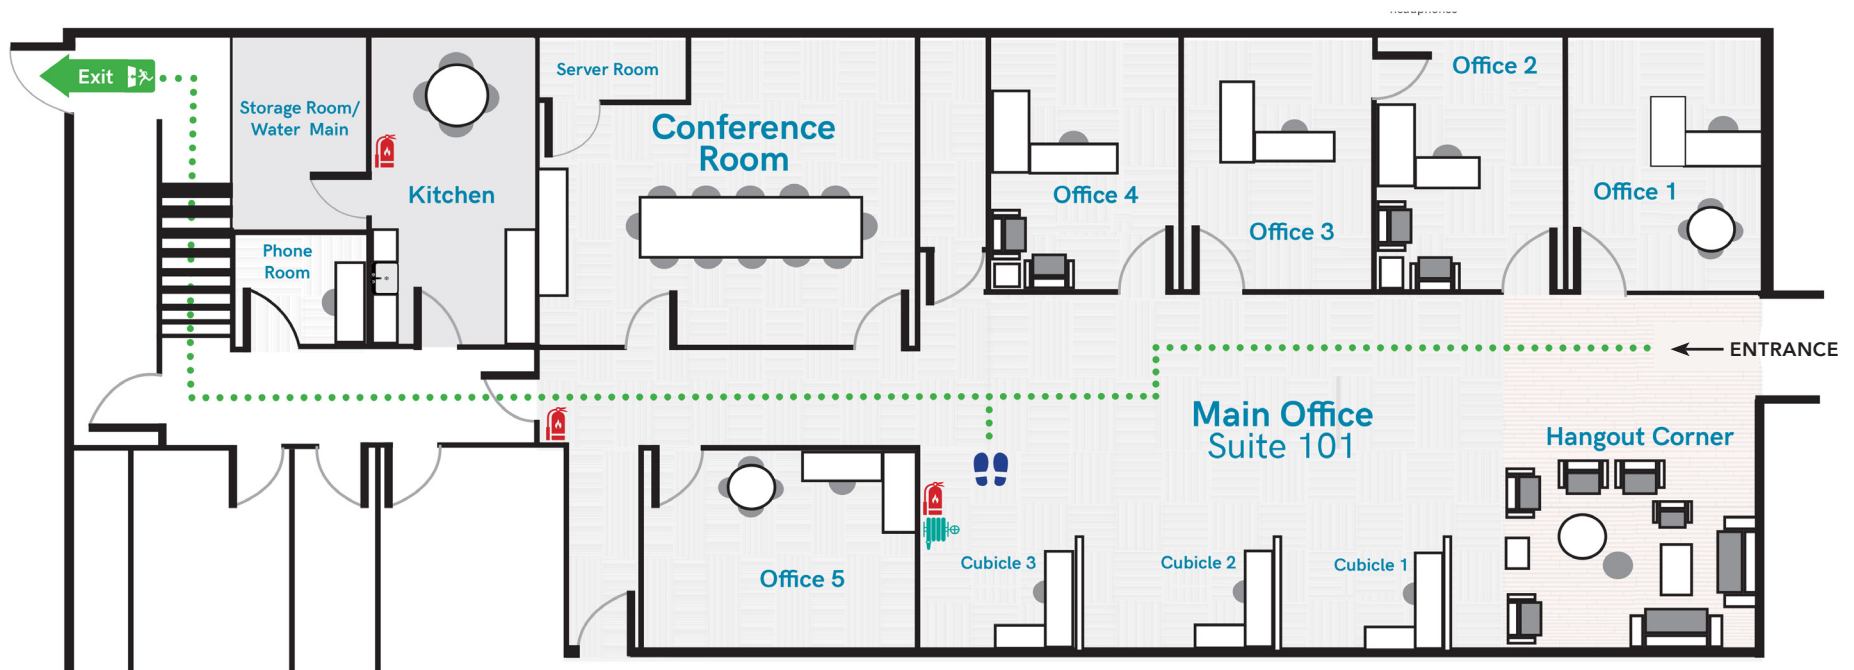 Exit
Storage Room/
Water Main
Kitchen
Phone
Room
Server Room
Conference
Room
Office 4
Office 3
Office 2
Office 1
ENTRANCE
Main Office
Suite 101
Hangout Corner
Office 5
Cubicle 3
Cubicle 2
Cubicle 1